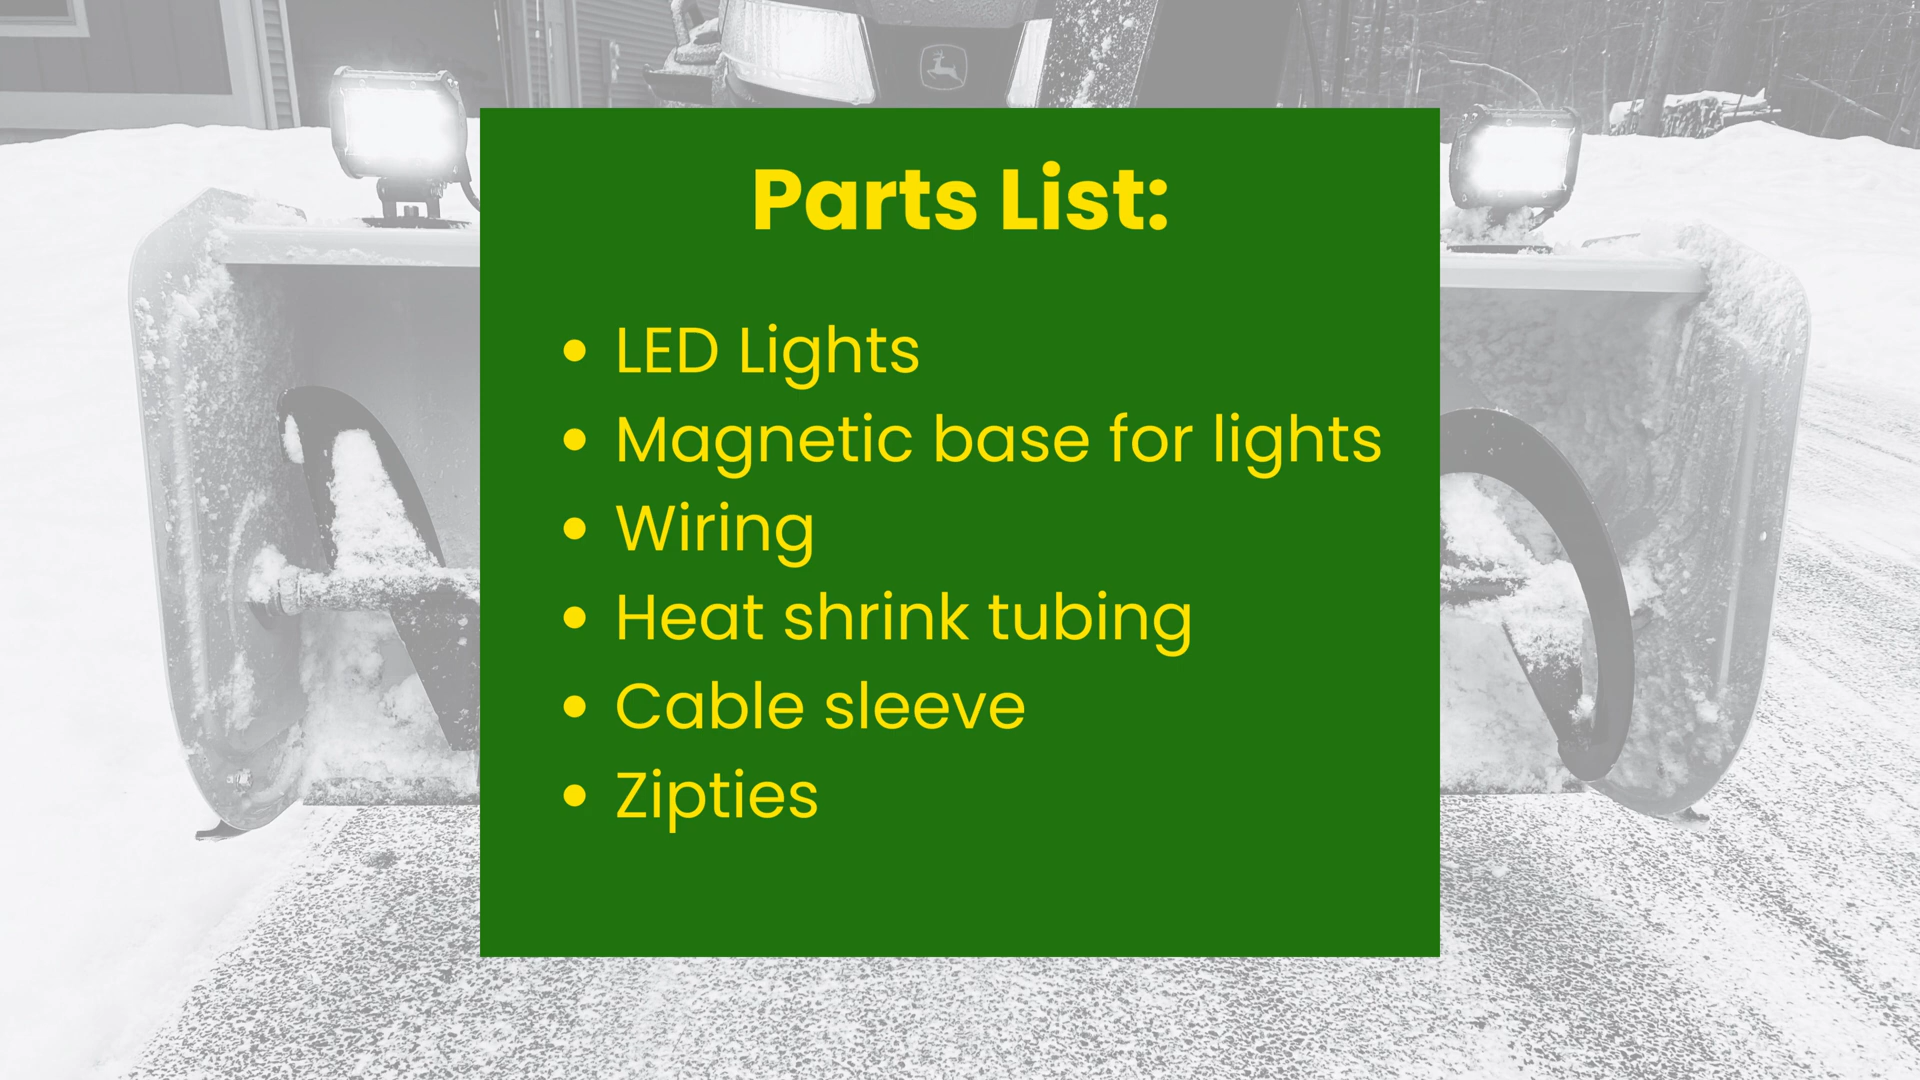 Parts List:
LED Lights
Magnetic base for lights
Wiring
Heat shrink tubing
Cable sleeve
Zipties